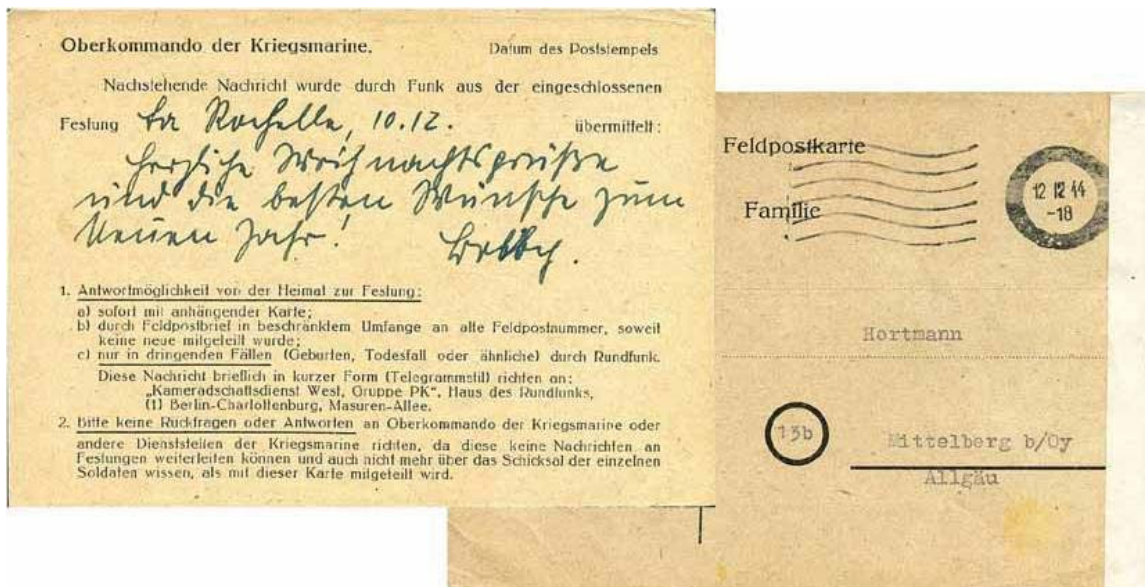 Oberkommando der Kriegsmarine. Datum des Poststempels
Nachstehende Nachricht wurde durch Funk aus der eingeschlossenen
Festung La Rochelle, 10.12. übermittelt:
Herzliche Weihnachtsgrüße
und die besten Wünsche zum
Neuen Jahr! Bobby.
1. Antwortmöglichkeit von der Heimat zur Festung:
a) sofort mit anhängender Karte;
b) durch Feldpostbrief in beschränktem Umfange an alte Feldpostnummer, soweit
keine neue mitgeteilt wurde;
c) nur in dringenden Fällen (Geburten, Todesfall oder ähnliche) durch Rundfunk.
Diese Nachricht brieflich in kurzer Form (Telegrammstil) richten an:
„Kameradschaftsdienst West, Gruppe PK", Haus des Rundfunks,
(1) Berlin-Charlottenburg, Masuren-Allee.
2. Bitte keine Rückfragen oder Antworten an Oberkommando der Kriegsmarine oder
andere Dienststellen der Kriegsmarine richten, da diese keine Nachrichten an
Festungen weiterleiten können und auch nicht mehr über das Schicksal der einzelnen
Soldaten wissen, als mit dieser Karte mitgeteilt wird.
Feldpostkarte
Familie
12 12 44
-18
Hortmann
13b
Mittelberg b/Oy
Allgäu